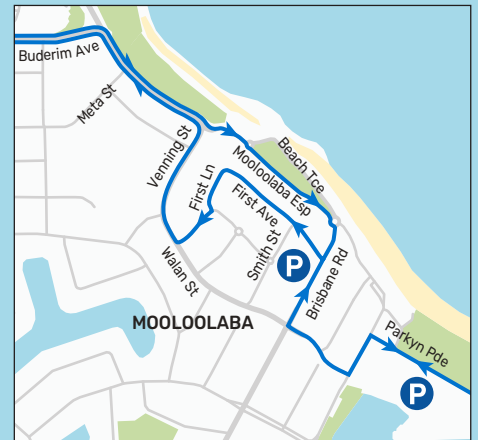 Buderim Ave
Meta St
Venning St
First Ln
First Ave
Mooloolaba Esp
Beach Tce
Smith St
P
Brisbane Rd
Walan St
MOOLOOLABA
Parkyn Pde
P